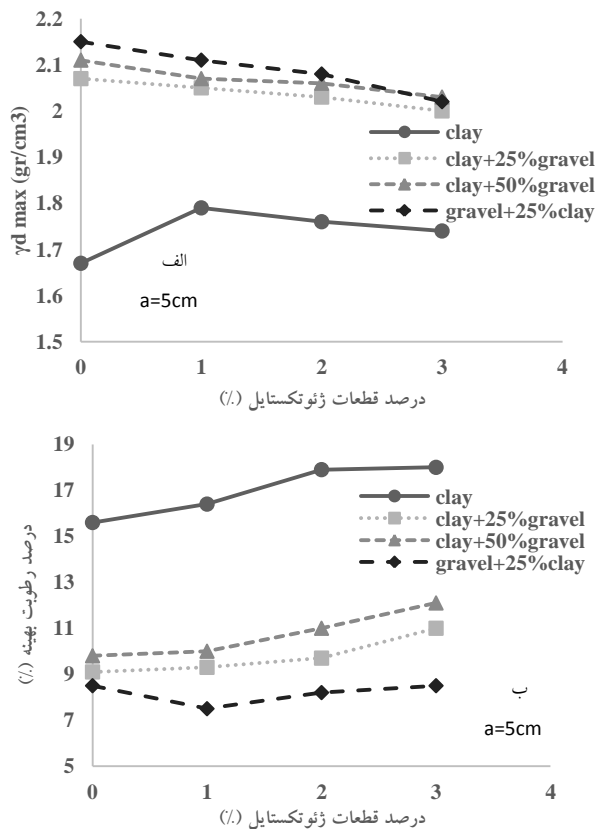 2.2
2.1
2
1.9
1.8
1.7
1.6
1.5
γd max (gr/cm3)
clay
clay+25%gravel
clay+50%gravel
gravel+25%clay
الف
a=5cm
0 1 2 3 4
درصد قطعات ژئوتکستایل (٪)
19
17
15
13
11
9
7
5
درصد رطوبت بهینه (٪)
clay
clay+25%gravel
clay+50%gravel
gravel+25%clay
ب
a=5cm
0 1 2 3 4
درصد قطعات ژئوتکستایل (٪)